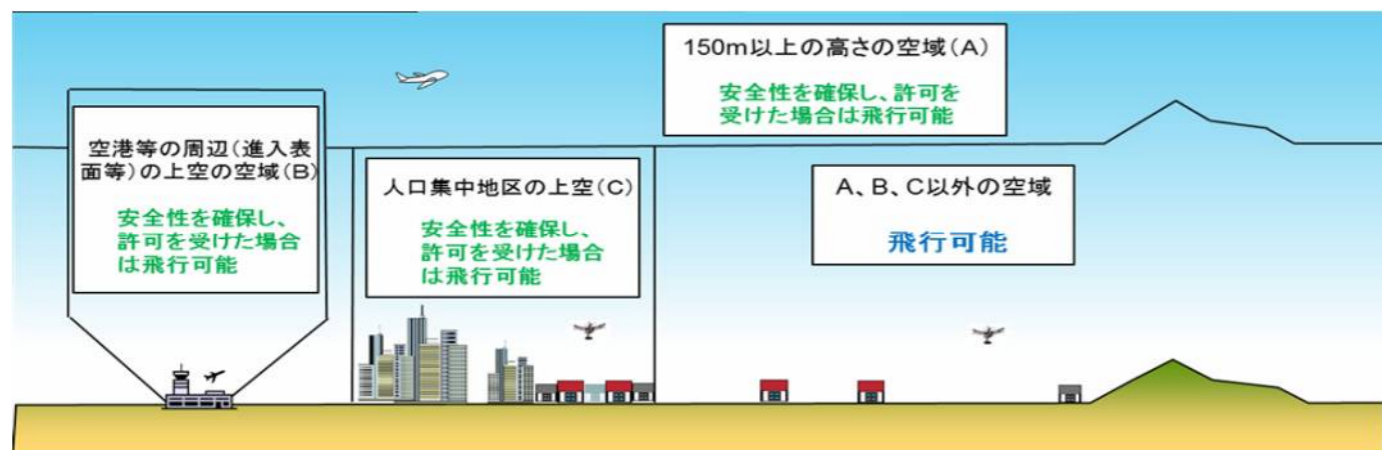 150m以上の高さの空域(A)
安全性を確保し、許可を
受けた場合は飛行可能
空港等の周辺(進入表
面等)の上空の空域(B)
安全性を確保し、
許可を受けた場合
は飛行可能
人口集中地区の上空(C)
安全性を確保し、
許可を受けた場合
は飛行可能
A、B、C以外の空域
飛行可能